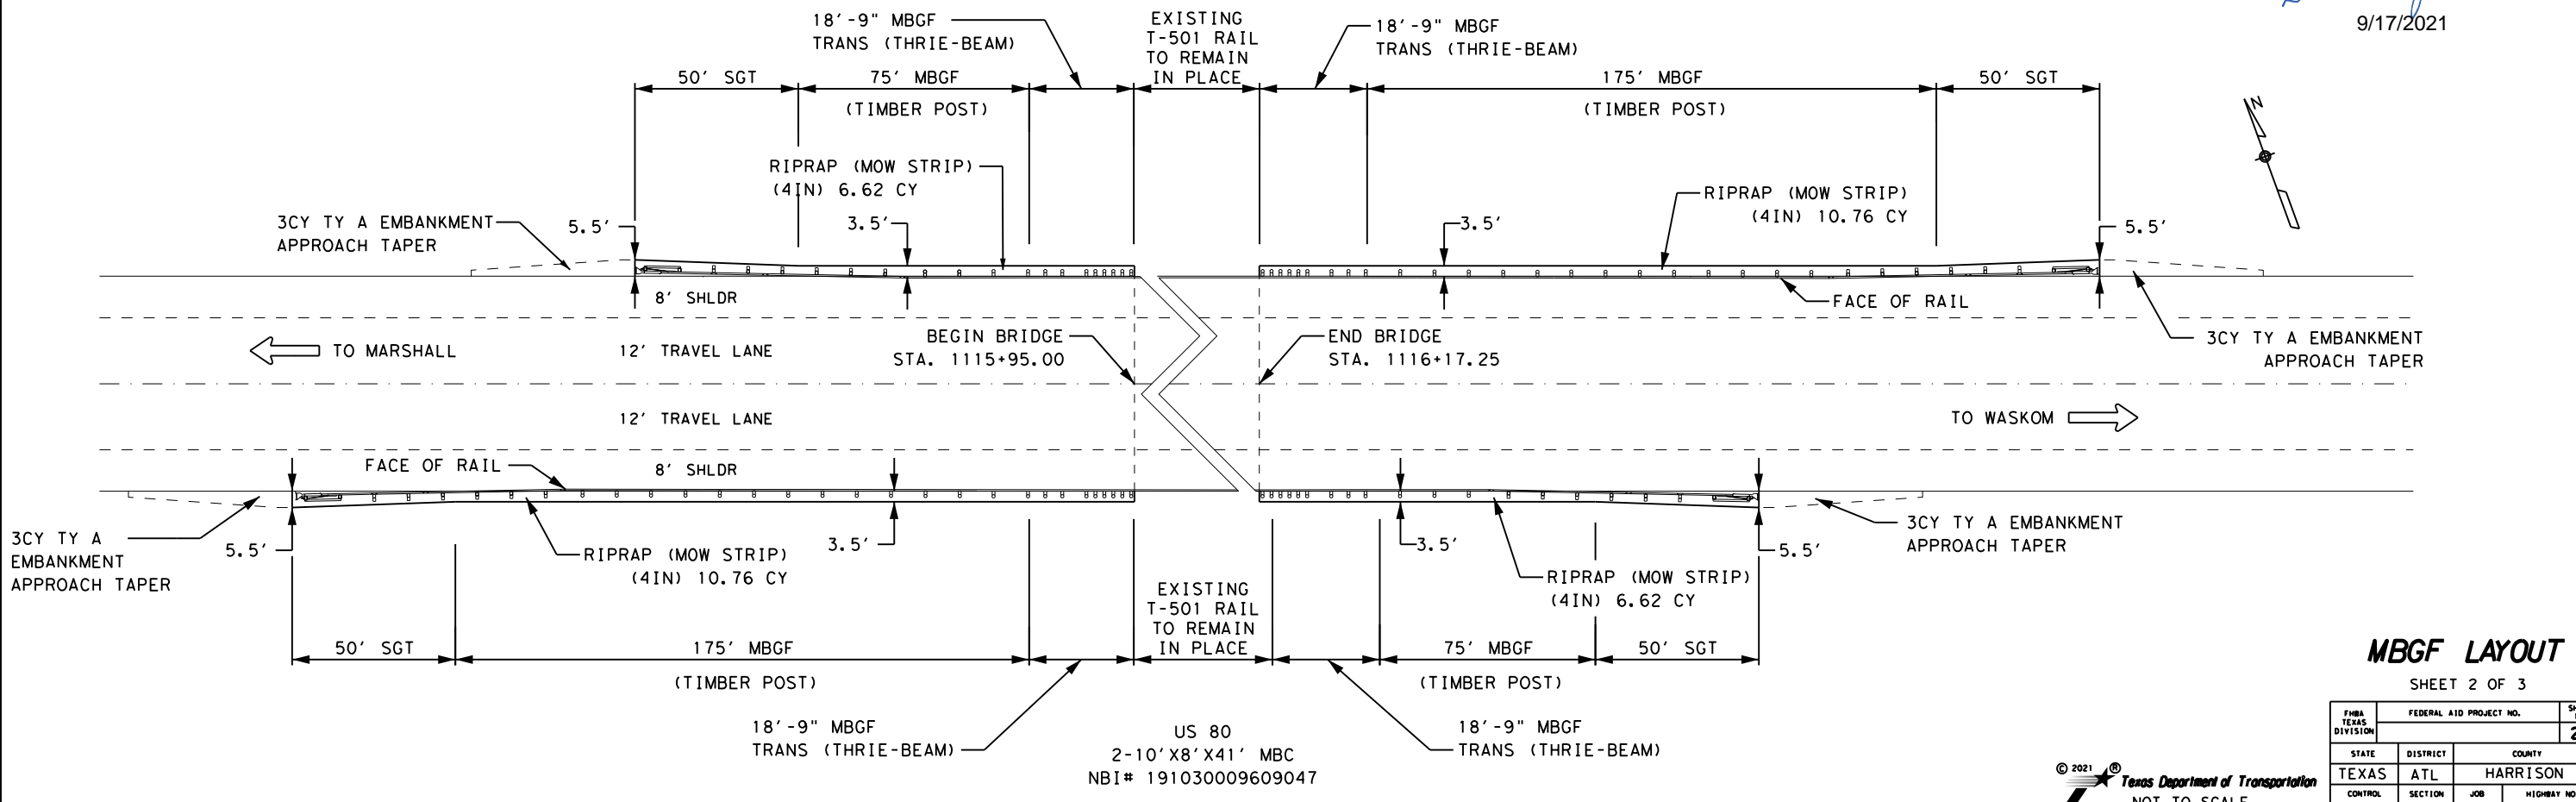 9/17/2021
18'-9" MBGF
TRANS (THRIE-BEAM)
EXISTING
T-501 RAIL
TO REMAIN
IN PLACE
18'-9" MBGF
TRANS (THRIE-BEAM)
50' SGT
75' MBGF
(TIMBER POST)
175' MBGF
(TIMBER POST)
50' SGT
N
RIPRAP (MOW STRIP)
(4IN) 6.62 CY
RIPRAP (MOW STRIP)
(4IN) 10.76 CY
3CY TY A EMBANKMENT
APPROACH TAPER
5.5'
3.5'
3.5'
5.5'
8' SHLDR
FACE OF RAIL
TO MARSHALL
12' TRAVEL LANE
BEGIN BRIDGE
STA. 1115+95.00
END BRIDGE
STA. 1116+17.25
3CY TY A EMBANKMENT
APPROACH TAPER
12' TRAVEL LANE
TO WASKOM
FACE OF RAIL
8' SHLDR
3CY TY A
EMBANKMENT
APPROACH TAPER
5.5'
RIPRAP (MOW STRIP)
(4IN) 10.76 CY
3.5'
3.5'
RIPRAP (MOW STRIP)
(4IN) 6.62 CY
5.5'
3CY TY A EMBANKMENT
APPROACH TAPER
EXISTING
T-501 RAIL
TO REMAIN
IN PLACE
50' SGT
175' MBGF
(TIMBER POST)
75' MBGF
(TIMBER POST)
50' SGT
18'-9" MBGF
TRANS (THRIE-BEAM)
18'-9" MBGF
TRANS (THRIE-BEAM)
US 80
2-10'X8'X41' MBC
NBI# 191030009609047
MBGF LAYOUT
SHEET 2 OF 3
© 2021 ® Texas Department of Transportation
NOT TO SCALE
FHWA
TEXAS
DIVISION
FEDERAL AID PROJECT NO.
STATE DISTRICT COUNTY
TEXAS ATL HARRISON
CONTROL SECTION JOB HIGHWAY NO